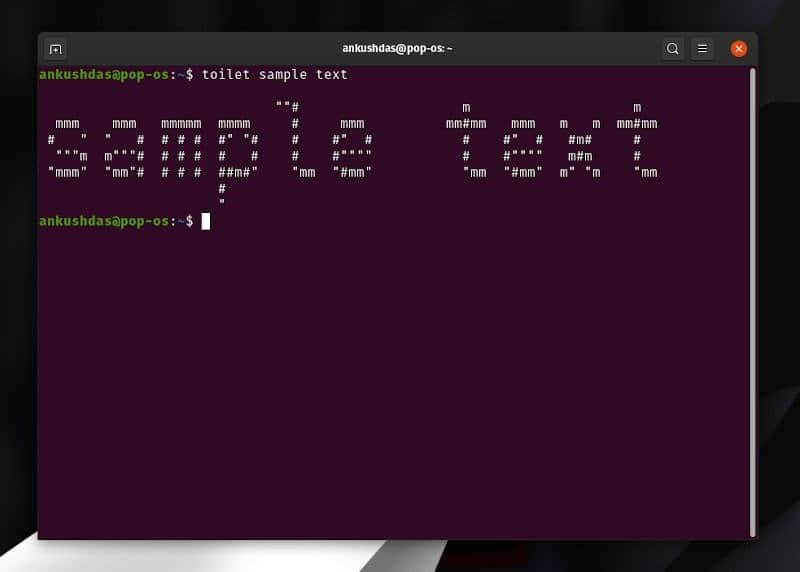 ankushdas@pop-os: ~
ankushdas@pop-os:~$ toilet sample text
                             ""#                    m                    m
  mmm    mmm   mmmmm  mmmm     #     mmm          mm#mm   mmm   m   m  mm#mm
 #   "  "   #  # # #  #" "#    #    #"  #           #    #"  #   #m#     #
  """m  m"""#  # # #  #   #    #    #""""           #    #""""   m#m     #
 "mmm"  "mm"#  # # #  ##m#"    "mm  "#mm"           "mm  "#mm"  m" "m    "mm
                      #
                      "
ankushdas@pop-os:~$